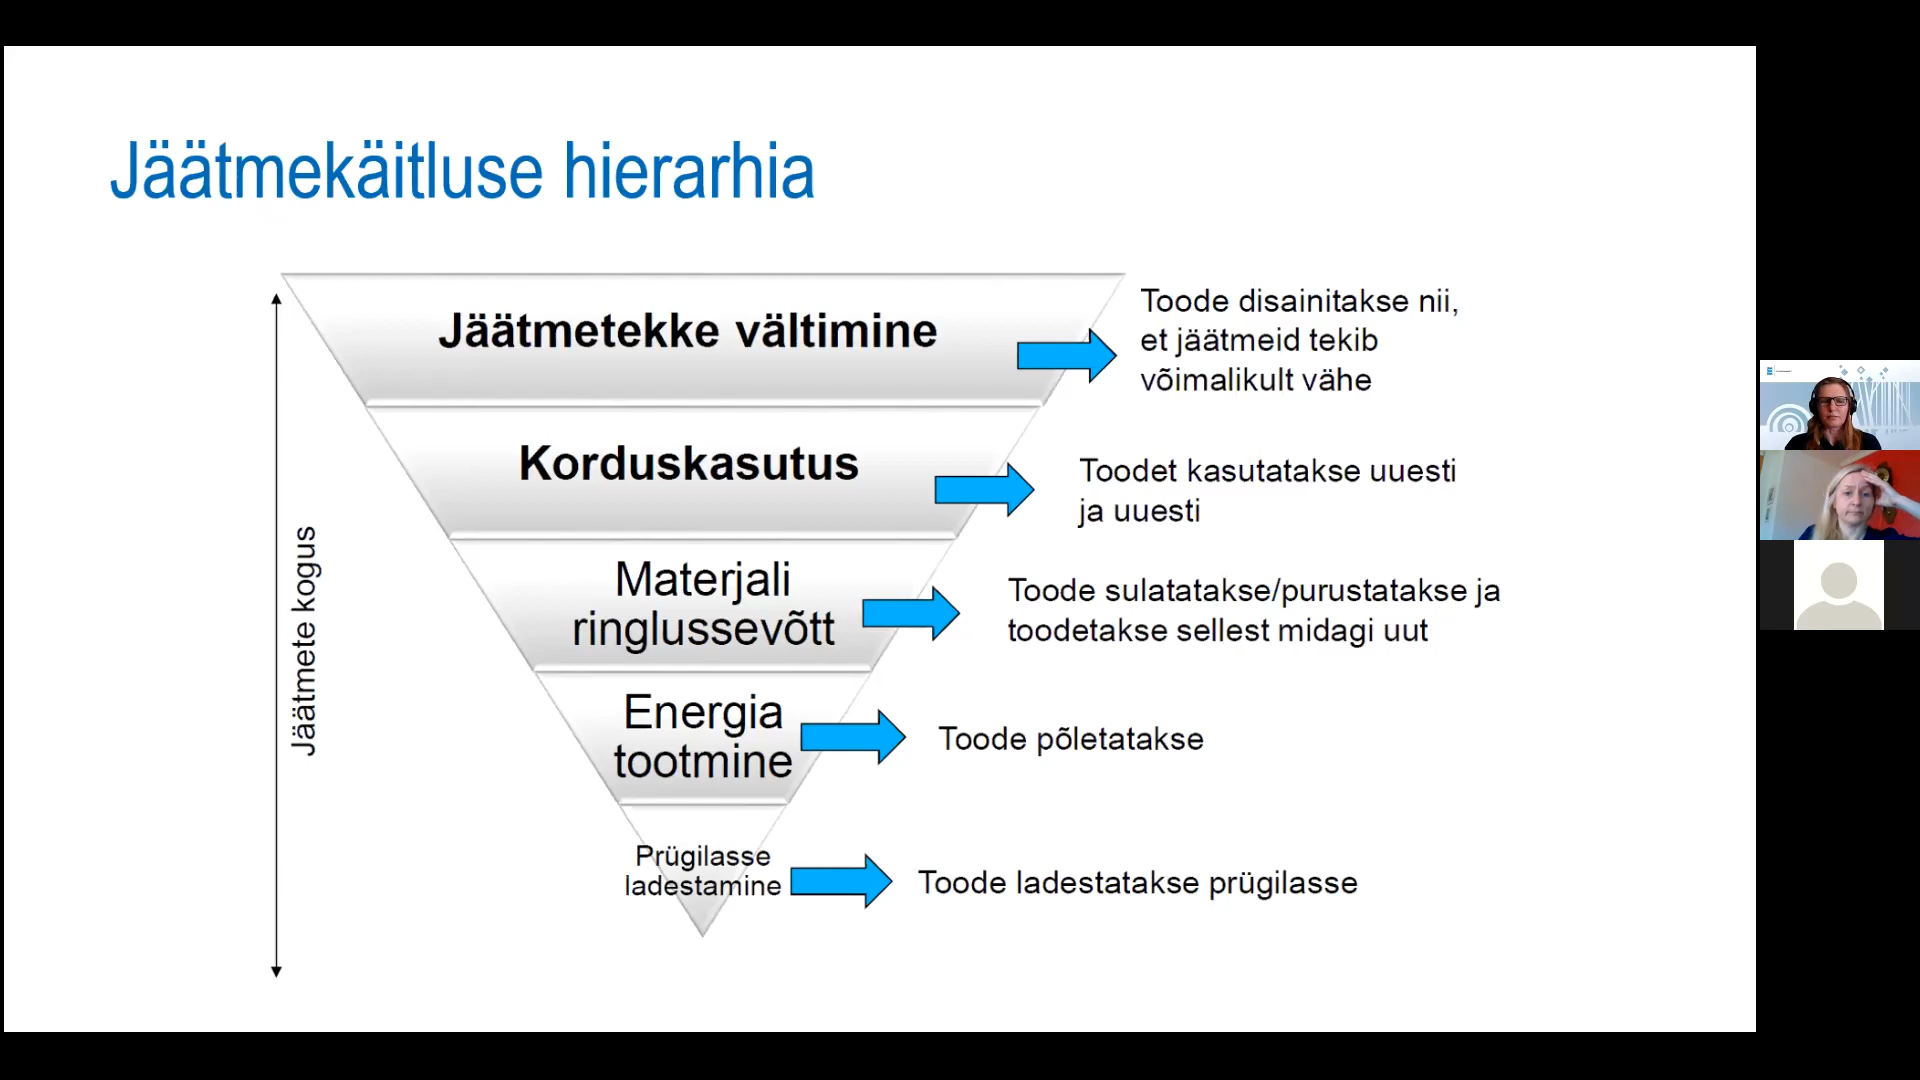 Jäätmekäitluse hierarhia
Jäätmete kogus
Jäätmetekke vältimine
Toode disainitakse nii,
et jäätmeid tekib
võimalikult vähe
Korduskasutus
Toodet kasutatakse uuesti
ja uuesti
Materjali
ringlussevõtt
Toode sulatatakse/purustatakse ja
toodetakse sellest midagi uut
Energia
tootmine
Toode põletatakse
Prügilasse
ladestamine
Toode ladestatakse prügilasse